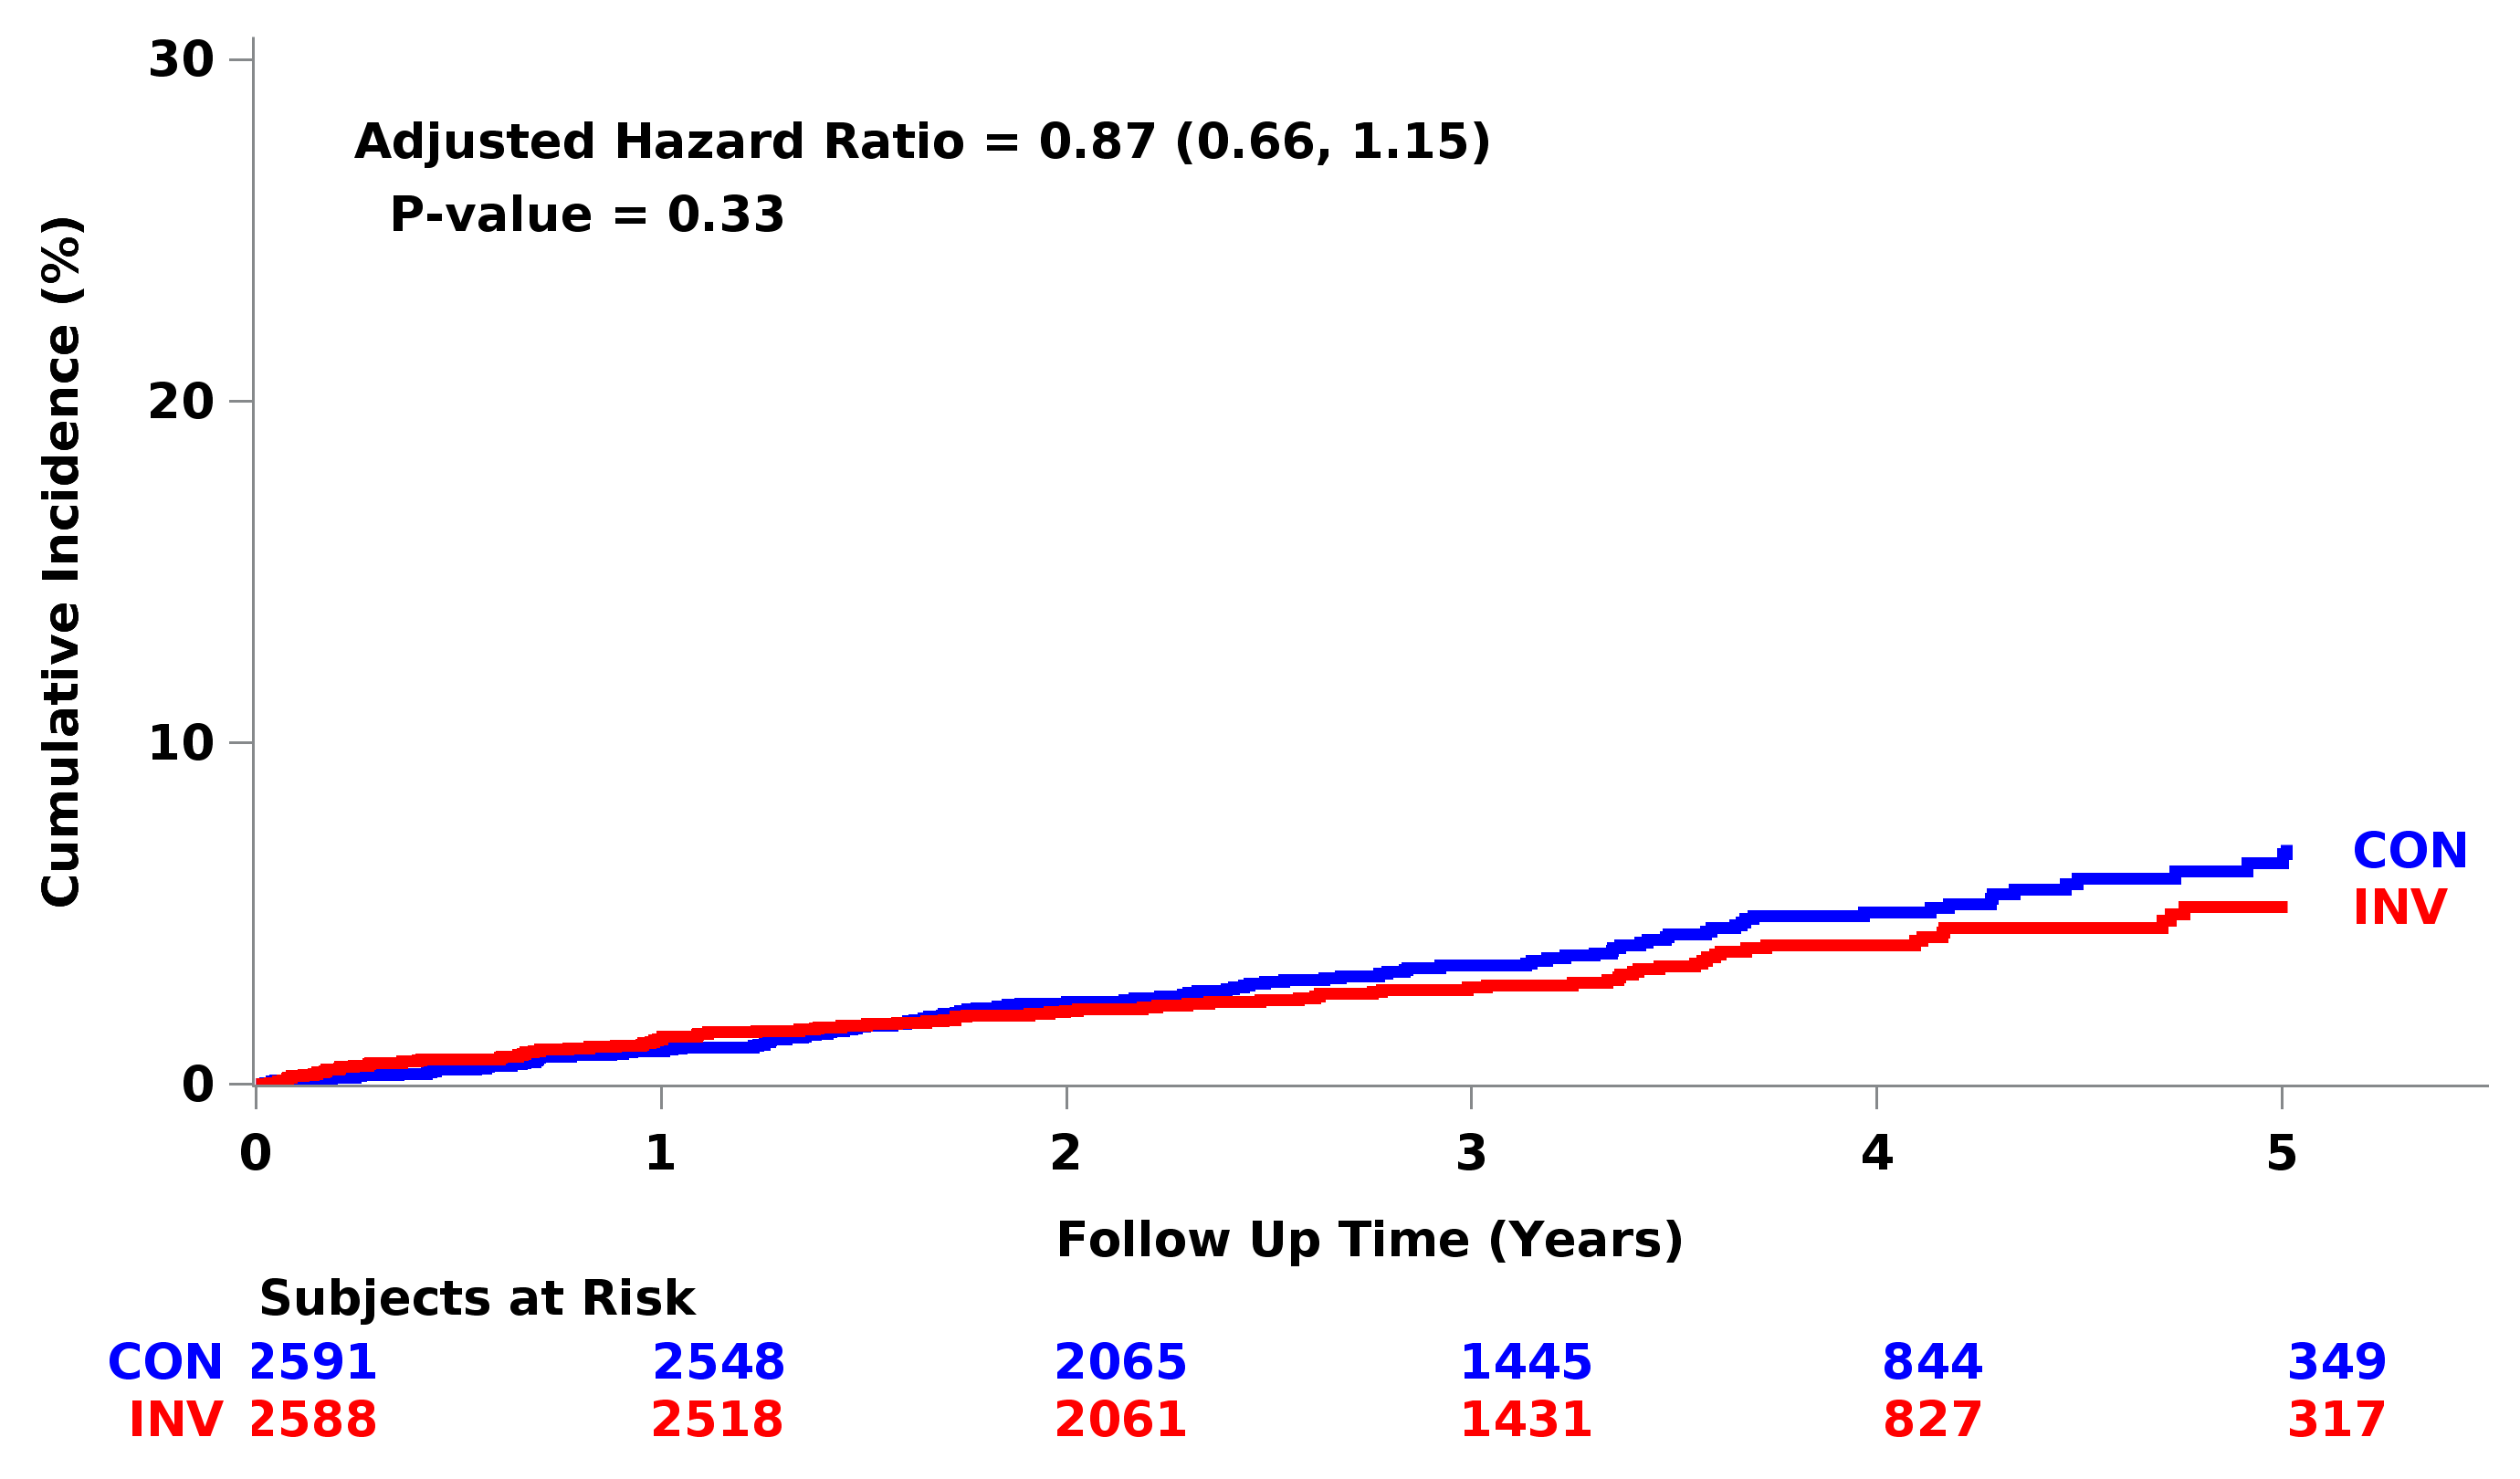 30
Adjusted Hazard Ratio = 0.87 (0.66, 1.15)
P-value = 0.33
Cumulative Incidence (%)
20
10
CON
INV
0
0 1 2 3 4 5
Follow Up Time (Years)
Subjects at Risk
CON 2591 2548 2065 1445 844 349
INV 2588 2518 2061 1431 827 317